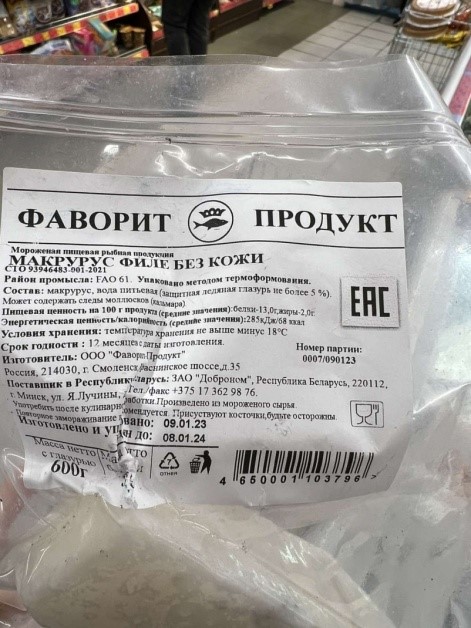 ФАВОРИТ ПРОДУКТ
Мороженая пищевая рыбная продукция
МАКРУРУС ФИЛЕ БЕЗ КОЖИ
СТО 93946483-001-2021
Район промысла: FAO 61. Упаковано методом термоформования.
Состав: макрурус, вода питьевая (защитная ледяная глазурь не более 5 %).
Может содержать следы моллюсков (кальмара)
Пищевая ценность на 100 г продукта (средние значения):белки-13,0г,жиры-2,0г
Энергетическая ценность/калорийность (средние значения):285кДж/68 ккал
Условия хранения: температура хранения не выше минус 18°С
Срок годности : 12 месяцев даты изготовления.
Номер партии:
0007/090123
Изготовитель: ООО "Фаворит Продукт"
Россия, 214030, г. Смоленск, Краснинское шоссе, д.35
Поставщик в Республику Беларусь: ЗАО "Доброном", Республика Беларусь, 220112,
г. Минск, ул. Я.Лучины, Тел./факс +375 17 362 98 76.
Употребить после кулинарной обработки.Произведено из мороженого сырья.
Повторное замораживание рекомендуется. Присуствуют косточки,будьте осторожны.
Изготовлено и упаковано: 09.01.23
до: 08.01.24
Масса нетто
с глазурью
600г
7
OTHER
EAC
4 650001 103796 >